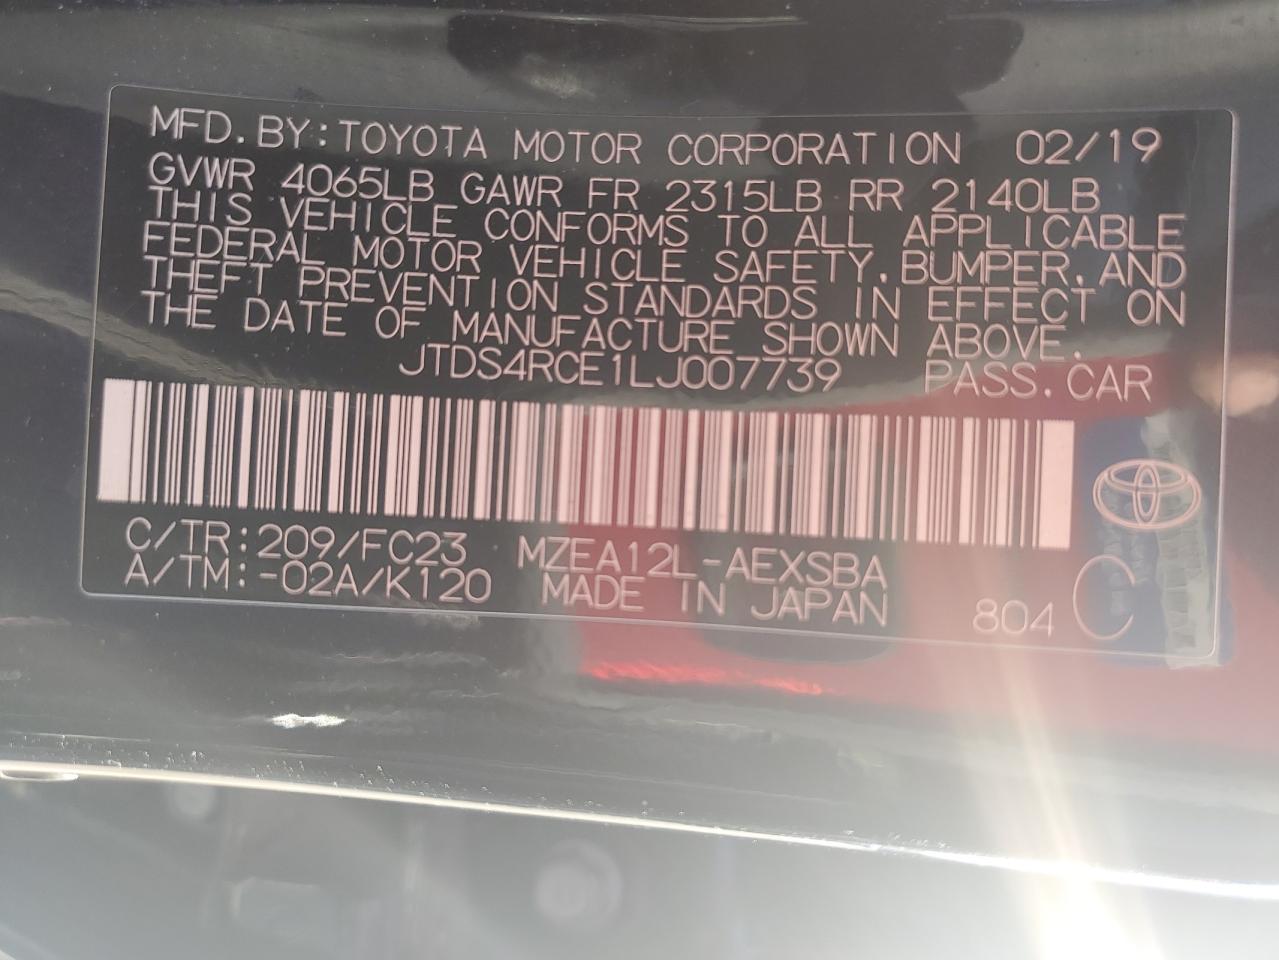 MFD.BY:TOYOTA MOTOR CORPORATION 02/19
GVWR 4065LB GAWR FR 2315LB RR 2140LB
THIS VEHICLE CONFORMS TO ALL APPLICABLE
FEDERAL MOTOR VEHICLE SAFETY,BUMPER,AND
THEFT PREVENTION STANDARDS IN EFFECT ON
THE DATE OF MANUFACTURE SHOWN ABOVE.
JTDS4RCE1LJ007739 PASS.CAR
C/TR:209/FC23 MZEA12L-AEXSBA
A/TM:-02A/K120 MADE IN JAPAN 804 C